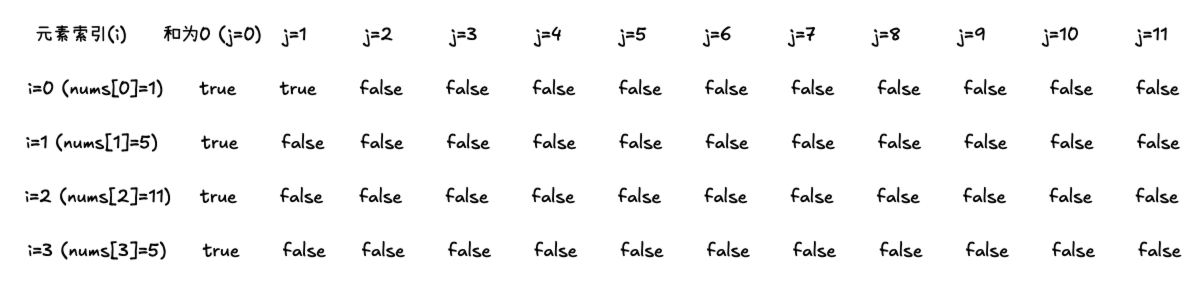 元素索引(i) 和为0 (j=0) j=1 j=2 j=3 j=4 j=5 j=6 j=7 j=8 j=9 j=10 j=11
i=0 (nums[0]=1) true true false false false false false false false false false false
i=1 (nums[1]=5) true false false false false false false false false false false false
i=2 (nums[2]=11) true false false false false false false false false false false false
i=3 (nums[3]=5) true false false false false false false false false false false false